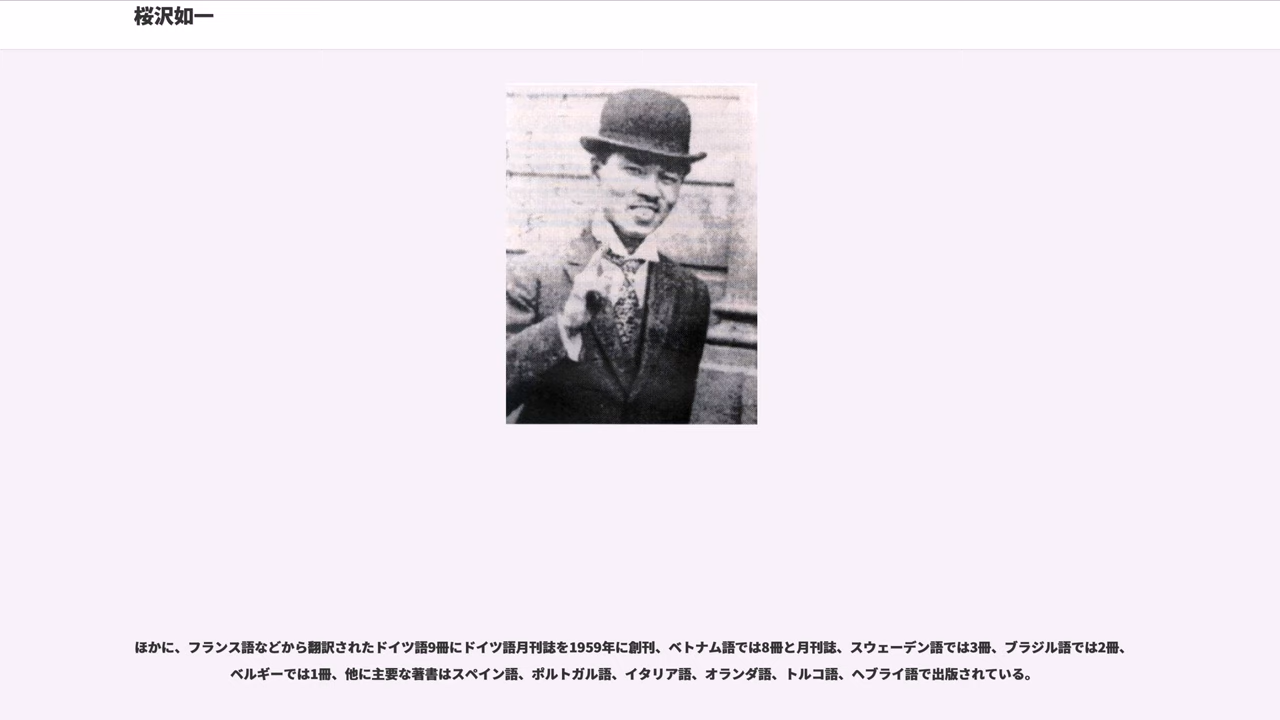 桜沢如一
ほかに、フランス語などから翻訳されたドイツ語9冊にドイツ語月刊誌を1959年に創刊、ベトナム語では8冊と月刊誌、スウェーデン語では3冊、ブラジル語では2冊、
ベルギーでは1冊、他に主要な著書はスペイン語、ポルトガル語、イタリア語、オランダ語、トルコ語、ヘブライ語で出版されている。